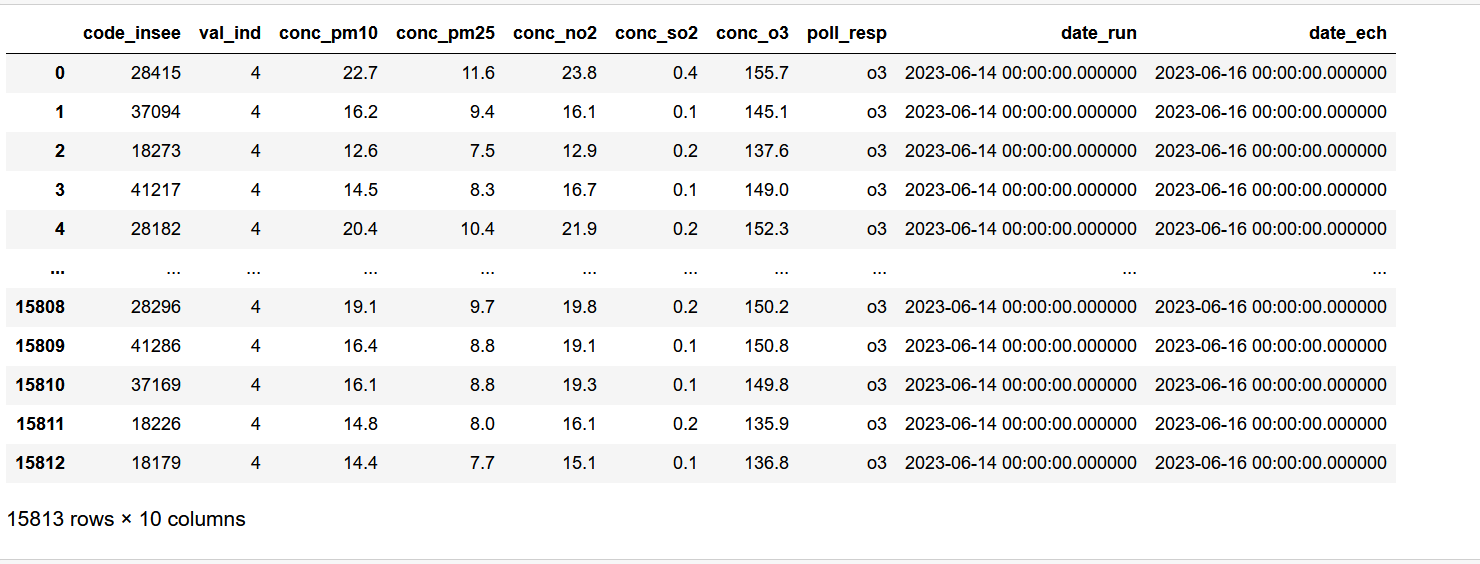 code_insee val_ind conc_pm10 conc_pm25 conc_no2 conc_so2 conc_o3 poll_resp date_run date_ech
0 28415 4 22.7 11.6 23.8 0.4 155.7 o3 2023-06-14 00:00:00.000000 2023-06-16 00:00:00.000000
1 37094 4 16.2 9.4 16.1 0.1 145.1 o3 2023-06-14 00:00:00.000000 2023-06-16 00:00:00.000000
2 18273 4 12.6 7.5 12.9 0.2 137.6 o3 2023-06-14 00:00:00.000000 2023-06-16 00:00:00.000000
3 41217 4 14.5 8.3 16.7 0.1 149.0 o3 2023-06-14 00:00:00.000000 2023-06-16 00:00:00.000000
4 28182 4 20.4 10.4 21.9 0.2 152.3 o3 2023-06-14 00:00:00.000000 2023-06-16 00:00:00.000000
... ... ... ... ... ... ... ... ... ... ...
15808 28296 4 19.1 9.7 19.8 0.2 150.2 o3 2023-06-14 00:00:00.000000 2023-06-16 00:00:00.000000
15809 41286 4 16.4 8.8 19.1 0.1 150.8 o3 2023-06-14 00:00:00.000000 2023-06-16 00:00:00.000000
15810 37169 4 16.1 8.8 19.3 0.1 149.8 o3 2023-06-14 00:00:00.000000 2023-06-16 00:00:00.000000
15811 18226 4 14.8 8.0 16.1 0.2 135.9 o3 2023-06-14 00:00:00.000000 2023-06-16 00:00:00.000000
15812 18179 4 14.4 7.7 15.1 0.1 136.8 o3 2023-06-14 00:00:00.000000 2023-06-16 00:00:00.000000
15813 rows × 10 columns